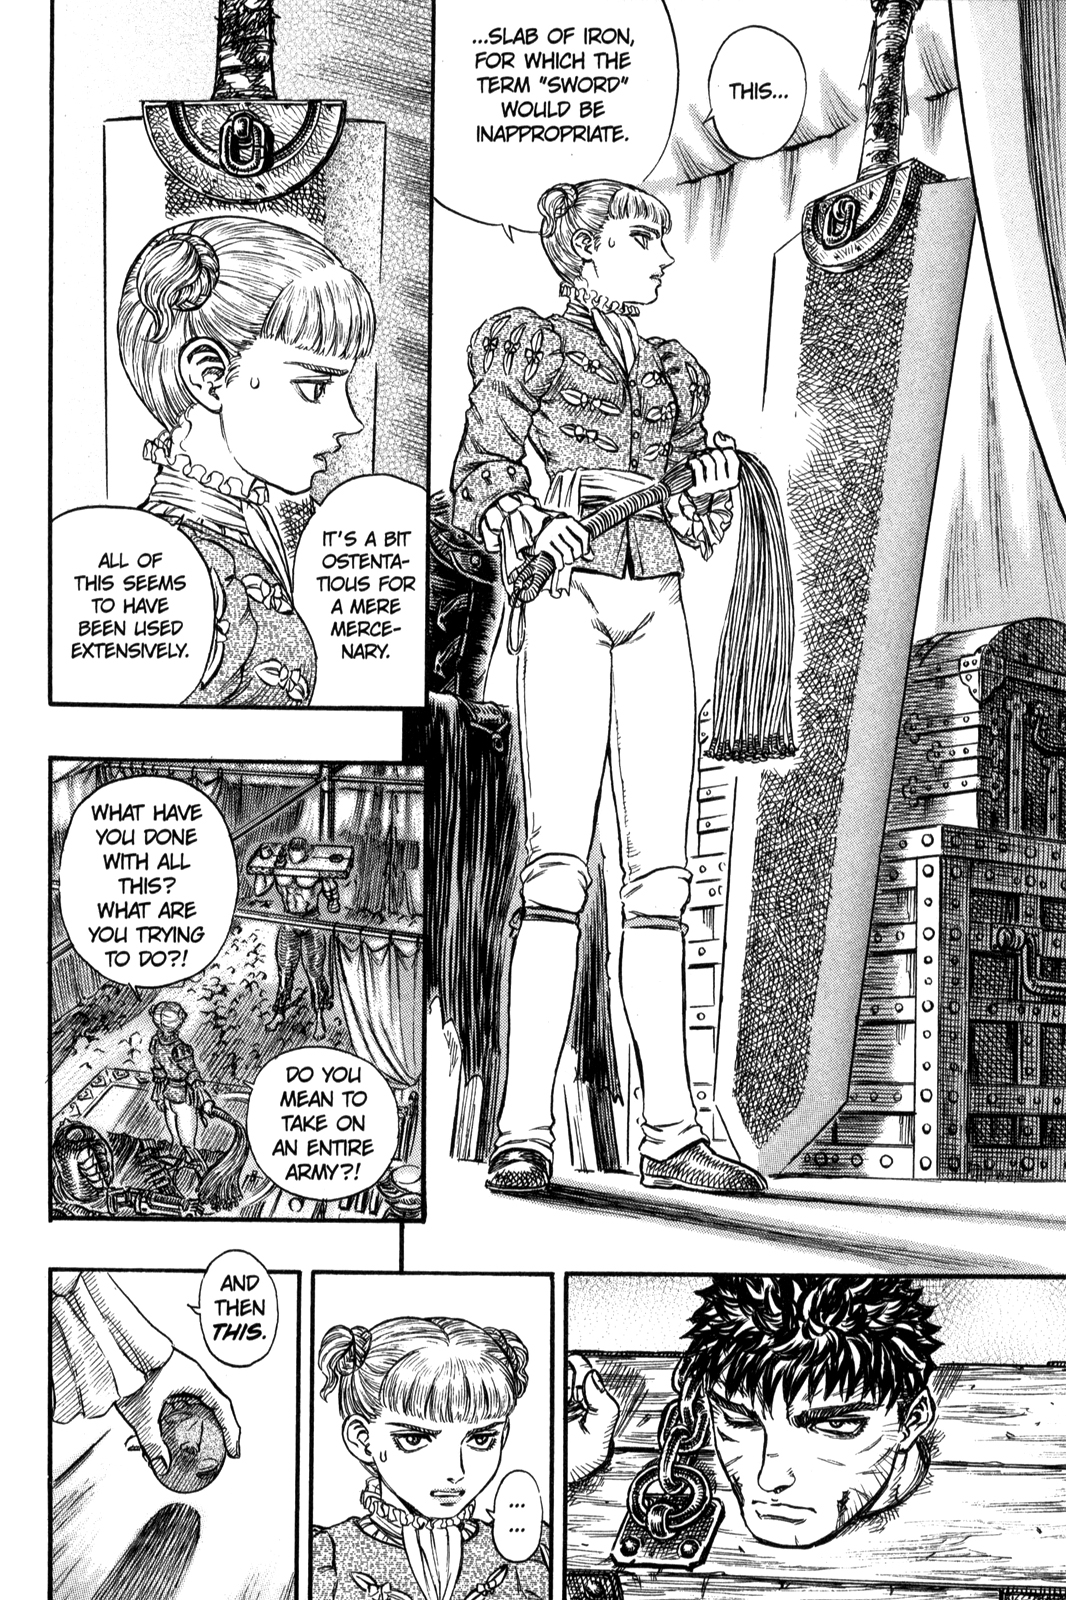 THIS...
...SLAB OF IRON,
FOR WHICH THE
TERM "SWORD"
WOULD BE
INAPPROPRIATE.
IT'S A BIT
OSTENTA-
TIOUS FOR
A MERE
MERCE-
NARY.
ALL OF
THIS SEEMS
TO HAVE
BEEN USED
EXTENSIVELY.
WHAT HAVE
YOU DONE
WITH ALL
THIS?
WHAT ARE
YOU TRYING
TO DO?!
DO YOU
MEAN TO
TAKE ON
AN ENTIRE
ARMY?!
...
...
AND
THEN
THIS.